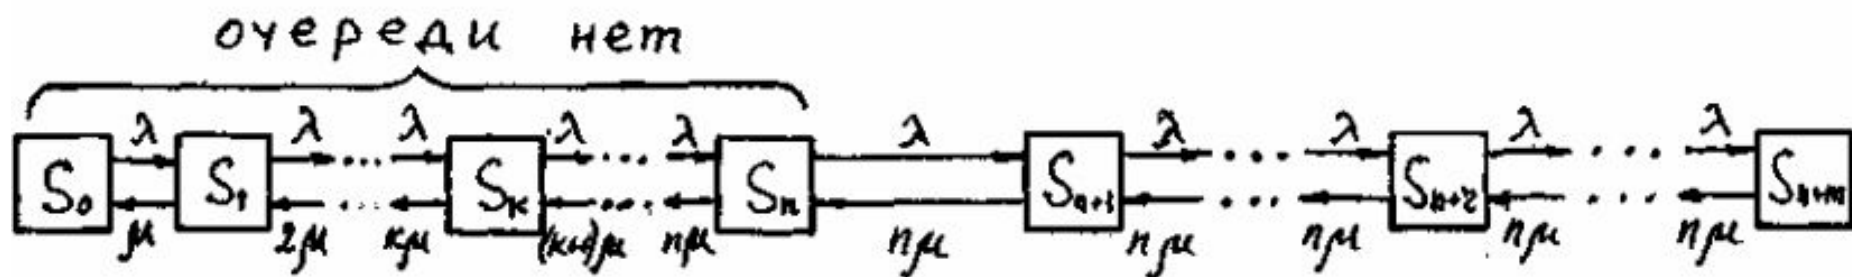 очереди нет
λ λ λ λ λ λ λ λ λ λ
S₀ S₁ ... Sₖ ... Sₙ Sₙ₊₁ ... Sₙ₊ᵣ ... Sₙ₊ₘ
μ 2μ kμ (k+1)μ nμ nμ nμ nμ nμ nμ